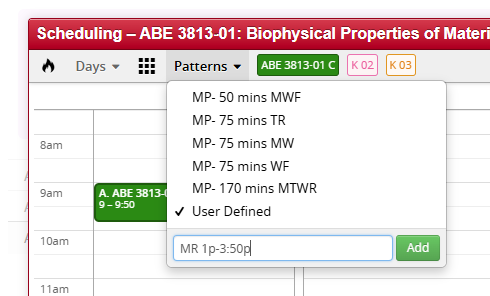 Scheduling – ABE 3813-01: Biophysical Properties of Materi
Days Patterns ABE 3813-01 C K 02 K 03
MP- 50 mins MWF
MP- 75 mins TR
MP- 75 mins MW
MP- 75 mins WF
MP- 170 mins MTWR
✓ User Defined
MR 1p-3:50p Add
8am
9am
A. ABE 3813-0
9 – 9:50
10am
11am